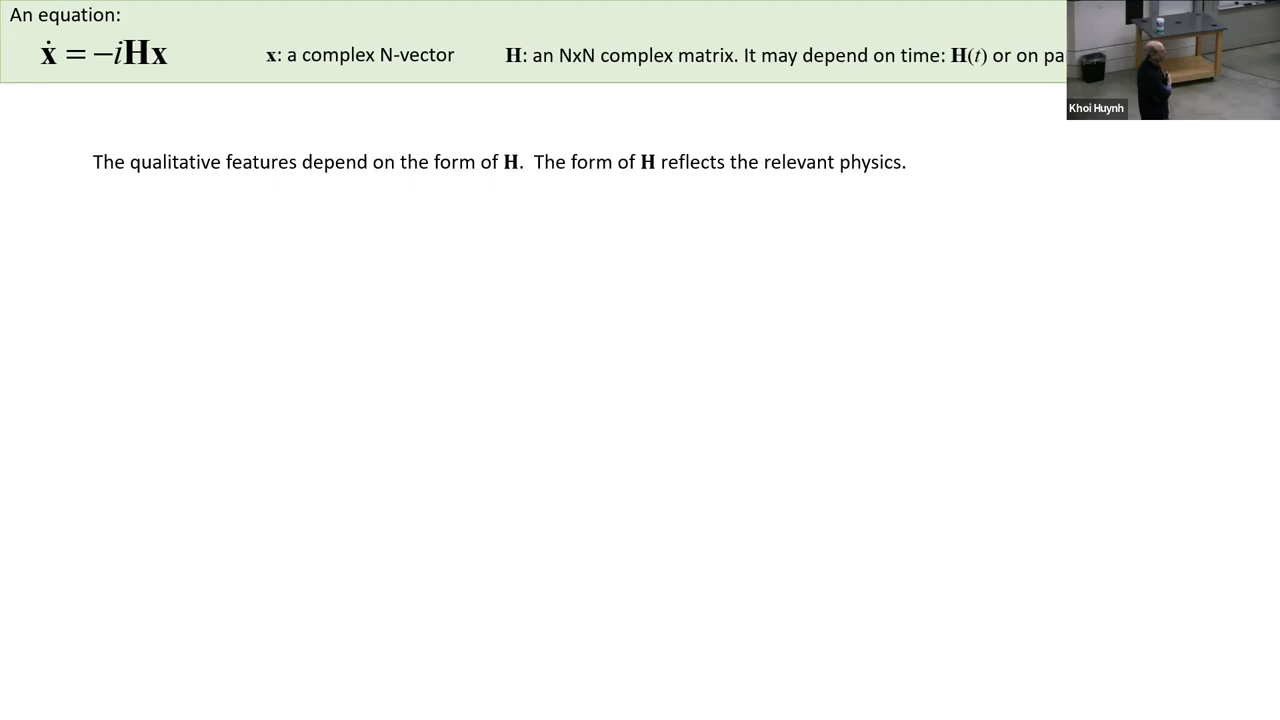 An equation:
ẋ = −iHx x: a complex N-vector H: an NxN complex matrix. It may depend on time: H(t) or on pa
Khoi Huynh
The qualitative features depend on the form of H. The form of H reflects the relevant physics.